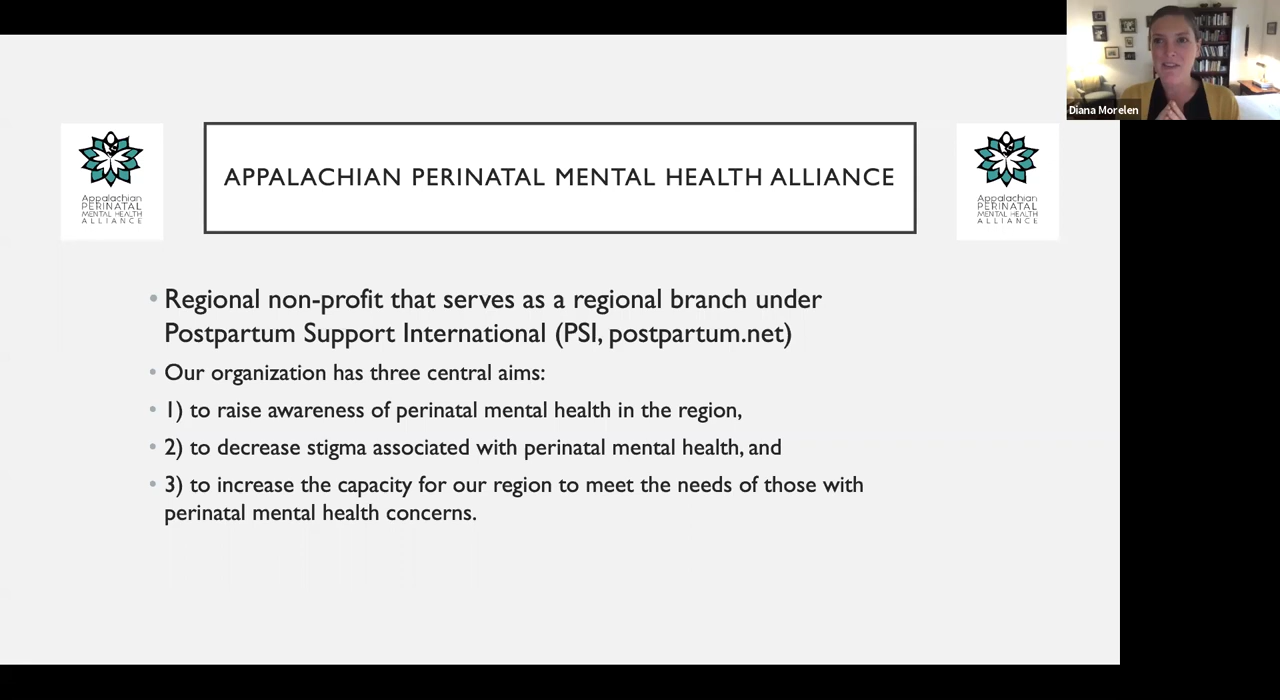 Diana Morelen
Appalachian
PERINATAL
MENTAL HEALTH
ALLIANCE
APPALACHIAN PERINATAL MENTAL HEALTH ALLIANCE
Appalachian
PERINATAL
MENTAL HEALTH
ALLIANCE
• Regional non-profit that serves as a regional branch under
Postpartum Support International (PSI, postpartum.net)
• Our organization has three central aims:
• 1) to raise awareness of perinatal mental health in the region,
• 2) to decrease stigma associated with perinatal mental health, and
• 3) to increase the capacity for our region to meet the needs of those with
perinatal mental health concerns.